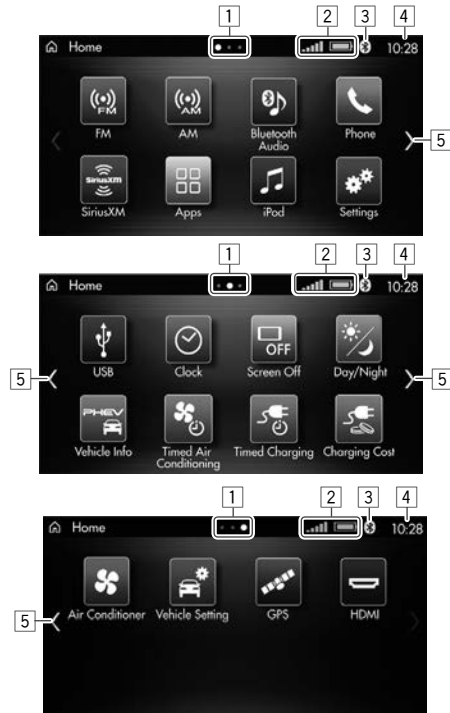 1 2 3 4
Home 10:28
FM AM
FM AM Bluetooth Audio Phone
5
SiriusXM
SiriusXM Apps iPod Settings
1 2 3 4
Home 10:28
OFF
USB Clock Screen Off Day/Night
5 5
PHEV
Vehicle Info Timed Air Conditioning Timed Charging Charging Cost
1 2 3 4
Home 10:28
Air Conditioner Vehicle Setting GPS HDMI
5